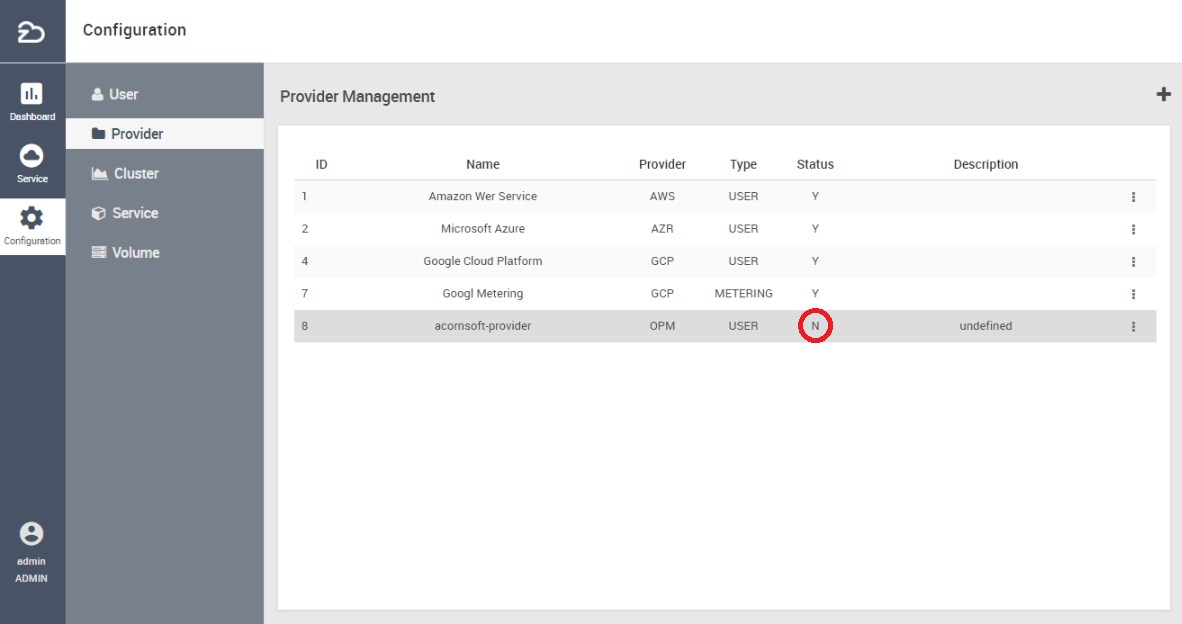 Configuration
Dashboard
Service
Configuration
admin
ADMIN
User
Provider
Cluster
Service
Volume
Provider Management
ID Name Provider Type Status Description
1 Amazon Wer Service AWS USER Y
2 Microsoft Azure AZR USER Y
4 Google Cloud Platform GCP USER Y
7 Googl Metering GCP METERING Y
8 acornsoft-provider OPM USER N undefined